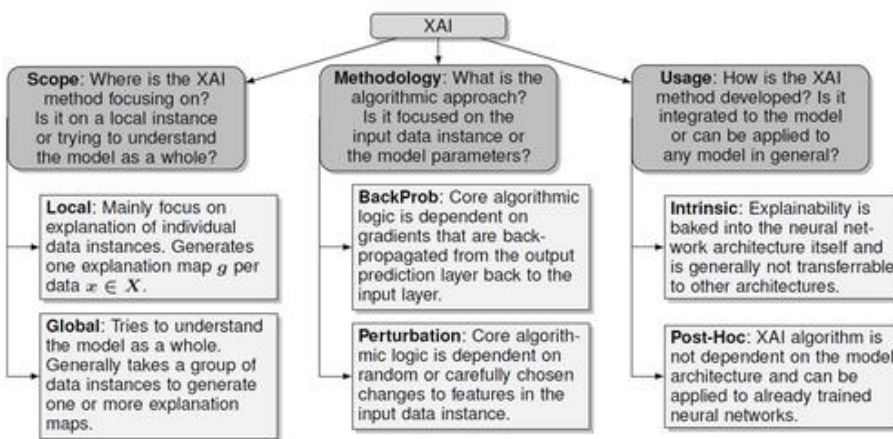 XAI
Scope: Where is the XAI
method focusing on?
Is it on a local instance
or trying to understand
the model as a whole?
Local: Mainly focus on
explanation of individual
data instances. Generates
one explanation map g per
data x ∈ X.
Global: Tries to understand
the model as a whole.
Generally takes a group of
data instances to generate
one or more explanation
maps.
Methodology: What is the
algorithmic approach?
Is it focused on the
input data instance or
the model parameters?
BackProb: Core algorithmic
logic is dependent on
gradients that are back-
propagated from the output
prediction layer back to the
input layer.
Perturbation: Core algorith-
mic logic is dependent on
random or carefully chosen
changes to features in the
input data instance.
Usage: How is the XAI
method developed? Is it
integrated to the model
or can be applied to
any model in general?
Intrinsic: Explainability is
baked into the neural net-
work architecture itself and
is generally not transferrable
to other architectures.
Post-Hoc: XAI algorithm is
not dependent on the model
architecture and can be
applied to already trained
neural networks.